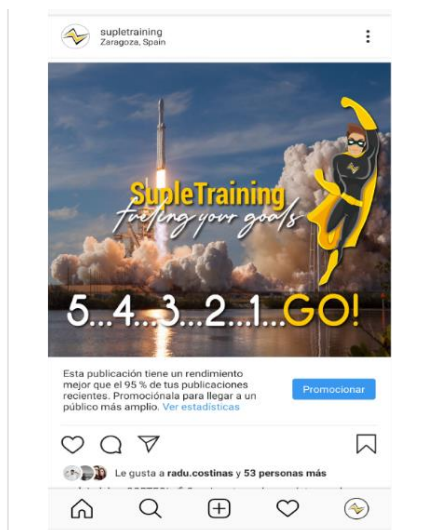 supletraining
Zaragoza, Spain
SupleTraining
fueling your goals
5...4...3...2...1...GO!
Esta publicación tiene un rendimiento
mejor que el 95 % de tus publicaciones
recientes. Promociónala para llegar a un
público más amplio. Ver estadísticas
Promocionar
Le gusta a radu.costinas y 53 personas más